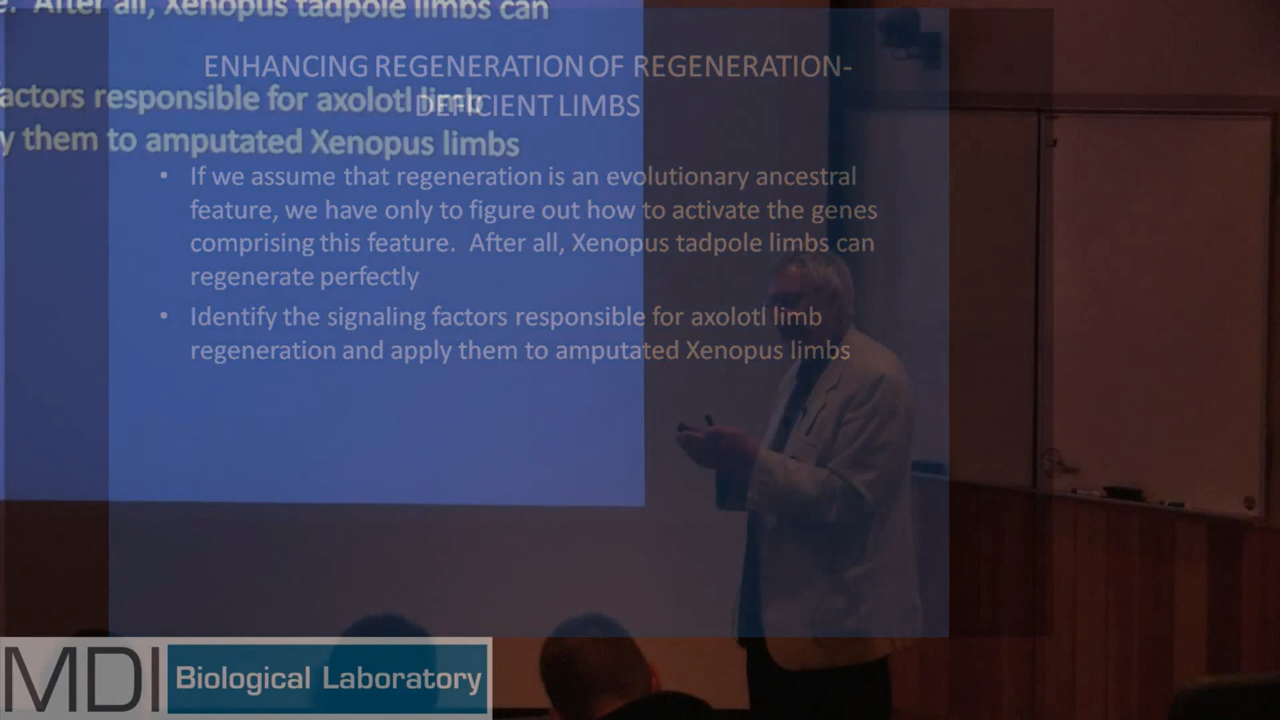 e. After all, Xenopus tadpole limbs can
actors responsible for axolotl limb
y them to amputated Xenopus limbs
ENHANCING REGENERATION OF REGENERATION-
DEFICIENT LIMBS
• If we assume that regeneration is an evolutionary ancestral
feature, we have only to figure out how to activate the genes
comprising this feature. After all, Xenopus tadpole limbs can
regenerate perfectly
• Identify the signaling factors responsible for axolotl limb
regeneration and apply them to amputated Xenopus limbs
MDI Biological Laboratory